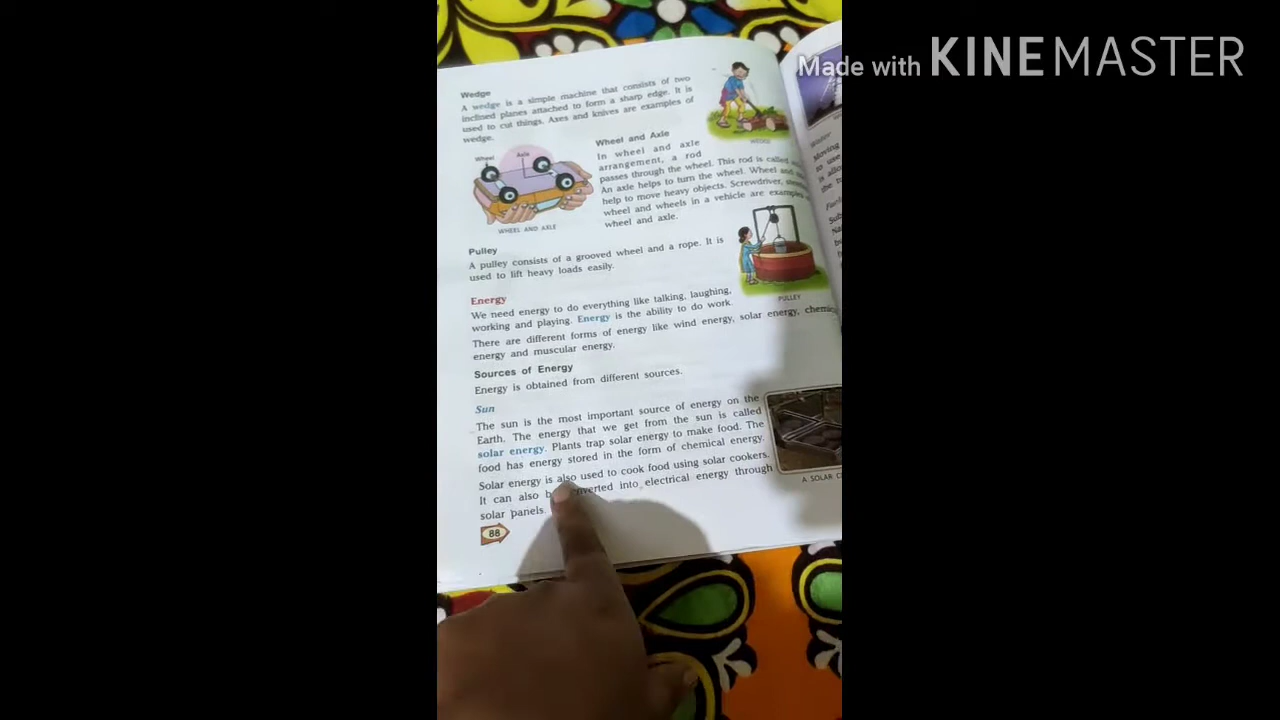 Made with KINEMASTER
Wedge
A wedge is a simple machine that consists of two
inclined planes attached to form a sharp edge. It is
used to cut things. Axes and knives are examples of
wedge.
WEDGE
Wheel
Axle
WHEEL AND AXLE
Wheel and Axle
In wheel and axle
arrangement, a rod
passes through the wheel. This rod is called
An axle helps to turn the wheel. Wheel and
help to move heavy objects. Screwdriver,
wheel and wheels in a vehicle are examples
wheel and axle.
Pulley
A pulley consists of a grooved wheel and a rope. It is
used to lift heavy loads easily.
PULLEY
Energy
We need energy to do everything like talking, laughing,
working and playing. Energy is the ability to do work.
There are different forms of energy like wind energy, solar energy,
energy and muscular energy.
Sources of Energy
Energy is obtained from different sources.
Sun
The sun is the most important source of energy on the
Earth. The energy that we get from the sun is called
solar energy. Plants trap solar energy to make food. The
food has energy stored in the form of chemical energy.
Solar energy is also used to cook food using solar cookers.
It can also into electrical energy through
solar panels.
A SOLAR
88
Water
Moving
to use
is
the